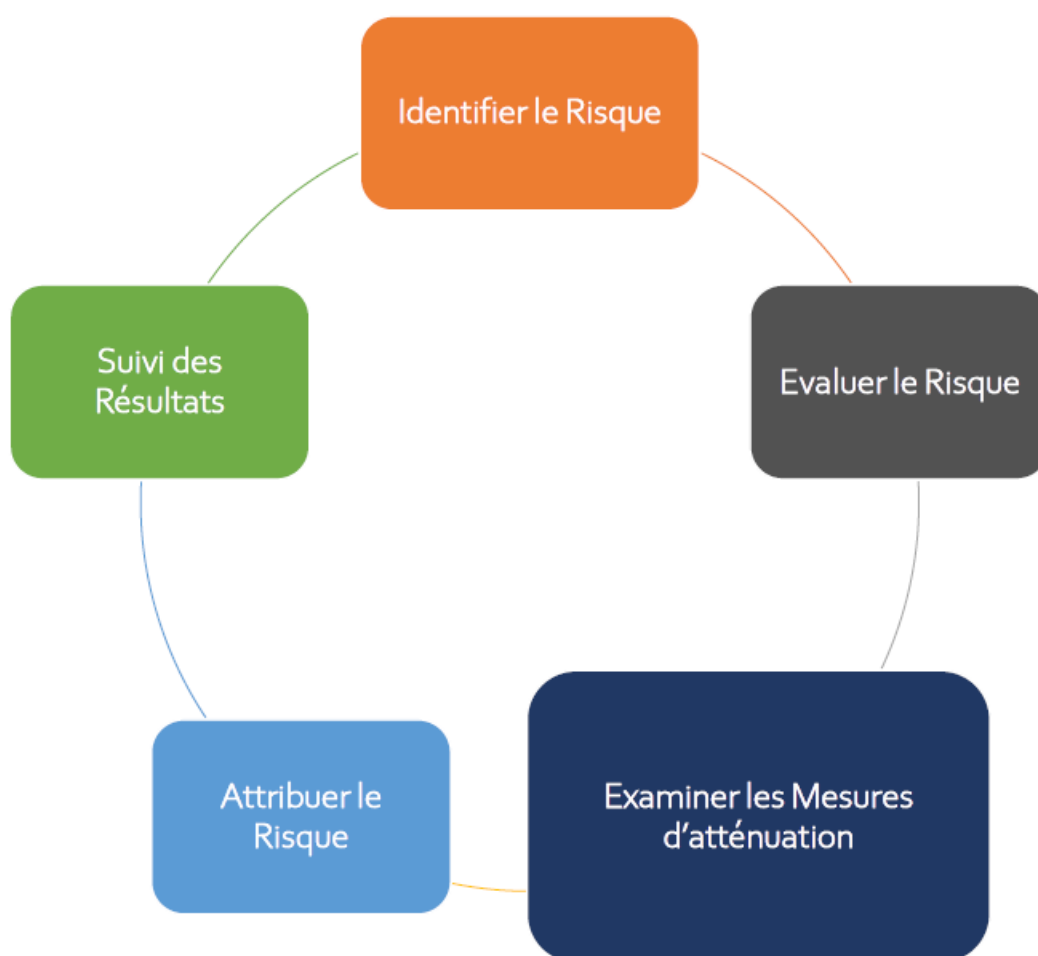 Identifier le Risque
Evaluer le Risque
Examiner les Mesures
d'atténuation
Attribuer le
Risque
Suivi des
Résultats